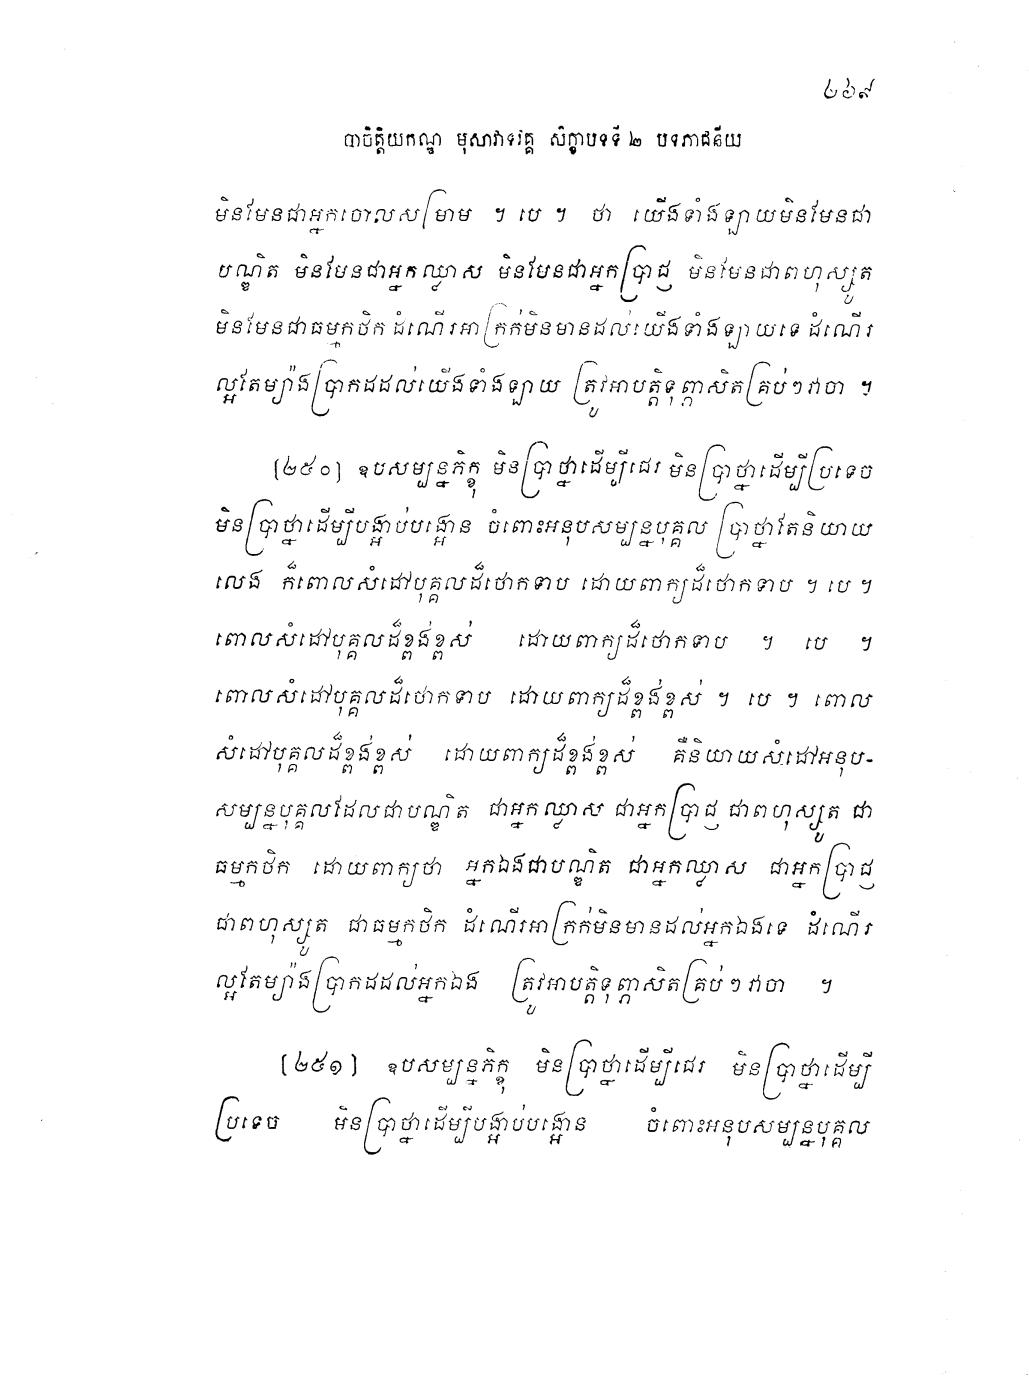 ២៦៩
បាចិត្តិយកណ្ឌ មុសាវាទវគ្គ សិក្ខាបទទី ២ បទភាជនីយ
មិនមែនជាអ្នកចោលសម្រាម ។ បេ ។ ថា យើងទាំងឡាយមិនមែនជា
បណ្ឌិត មិនមែនជាអ្នកឈ្លាស មិនមែនជាអ្នកប្រាជ្ញ មិនមែនជាពហុស្សូត
មិនមែនជាធម្មកថិក ដំណើរអាក្រក់មិនមានដល់យើងទាំងឡាយទេ ដំណើរ
ល្អតែម្យ៉ាងប្រាកដដល់យើងទាំងឡាយ ត្រូវអាបត្តិទុព្ភាសិតគ្រប់ៗវាចា ។
[២៥០] ឧបសម្បន្នភិក្ខុ មិនប្រាថ្នាដើម្បីជេរ មិនប្រាថ្នាដើម្បីប្រទេច
មិនប្រាថ្នាដើម្បីបង្អាប់បង្អោន ចំពោះអនុបសម្បន្នបុគ្គល ប្រាថ្នាតែនិយាយ
លេង ក៏ពោលសំដៅបុគ្គលដ៏ថោកទាប ដោយពាក្យដ៏ថោកទាប ។ បេ ។
ពោលសំដៅបុគ្គលដ៏ខ្ពង់ខ្ពស់ ដោយពាក្យដ៏ថោកទាប ។ បេ ។
ពោលសំដៅបុគ្គលដ៏ថោកទាប ដោយពាក្យដ៏ខ្ពង់ខ្ពស់ ។ បេ ។ ពោល
សំដៅបុគ្គលដ៏ខ្ពង់ខ្ពស់ ដោយពាក្យដ៏ខ្ពង់ខ្ពស់ គឺនិយាយសំដៅអនុប-
សម្បន្នបុគ្គលដែលជាបណ្ឌិត ជាអ្នកឈ្លាស ជាអ្នកប្រាជ្ញ ជាពហុស្សូត ជា
ធម្មកថិក ដោយពាក្យថា អ្នកឯងជាបណ្ឌិត ជាអ្នកឈ្លាស ជាអ្នកប្រាជ្ញ
ជាពហុស្សូត ជាធម្មកថិក ដំណើរអាក្រក់មិនមានដល់អ្នកឯងទេ ដំណើរ
ល្អតែម្យ៉ាងប្រាកដដល់អ្នកឯង ត្រូវអាបត្តិទុព្ភាសិតគ្រប់ៗវាចា ។
[២៥១] ឧបសម្បន្នភិក្ខុ មិនប្រាថ្នាដើម្បីជេរ មិនប្រាថ្នាដើម្បី
ប្រទេច មិនប្រាថ្នាដើម្បីបង្អាប់បង្អោន ចំពោះអនុបសម្បន្នបុគ្គល